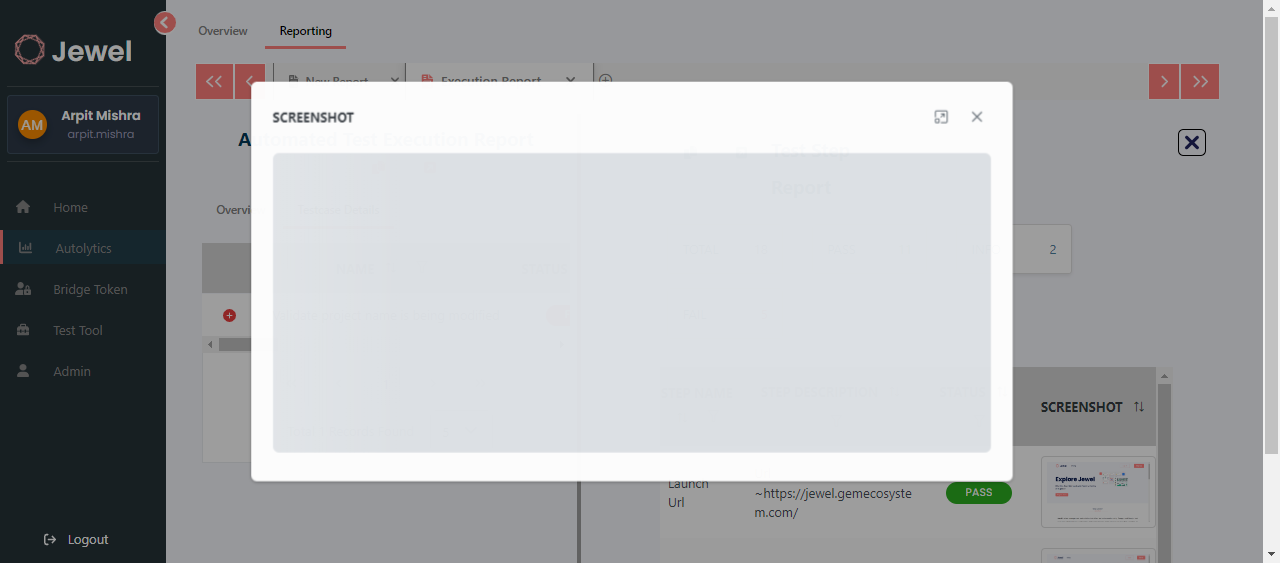 Jewel
AM
Arpit Mishra
arpit.mishra
Home
Autolytics
Bridge Token
Test Tool
Admin
Logout
Overview
Reporting
New Report
Execution Report
Automated Test Execution Report
Test Step
Report
SCREENSHOT
2
SCREENSHOT
Launch
Url
~https://jewel.gemecosyste
m.com/
PASS
Explore Jewel